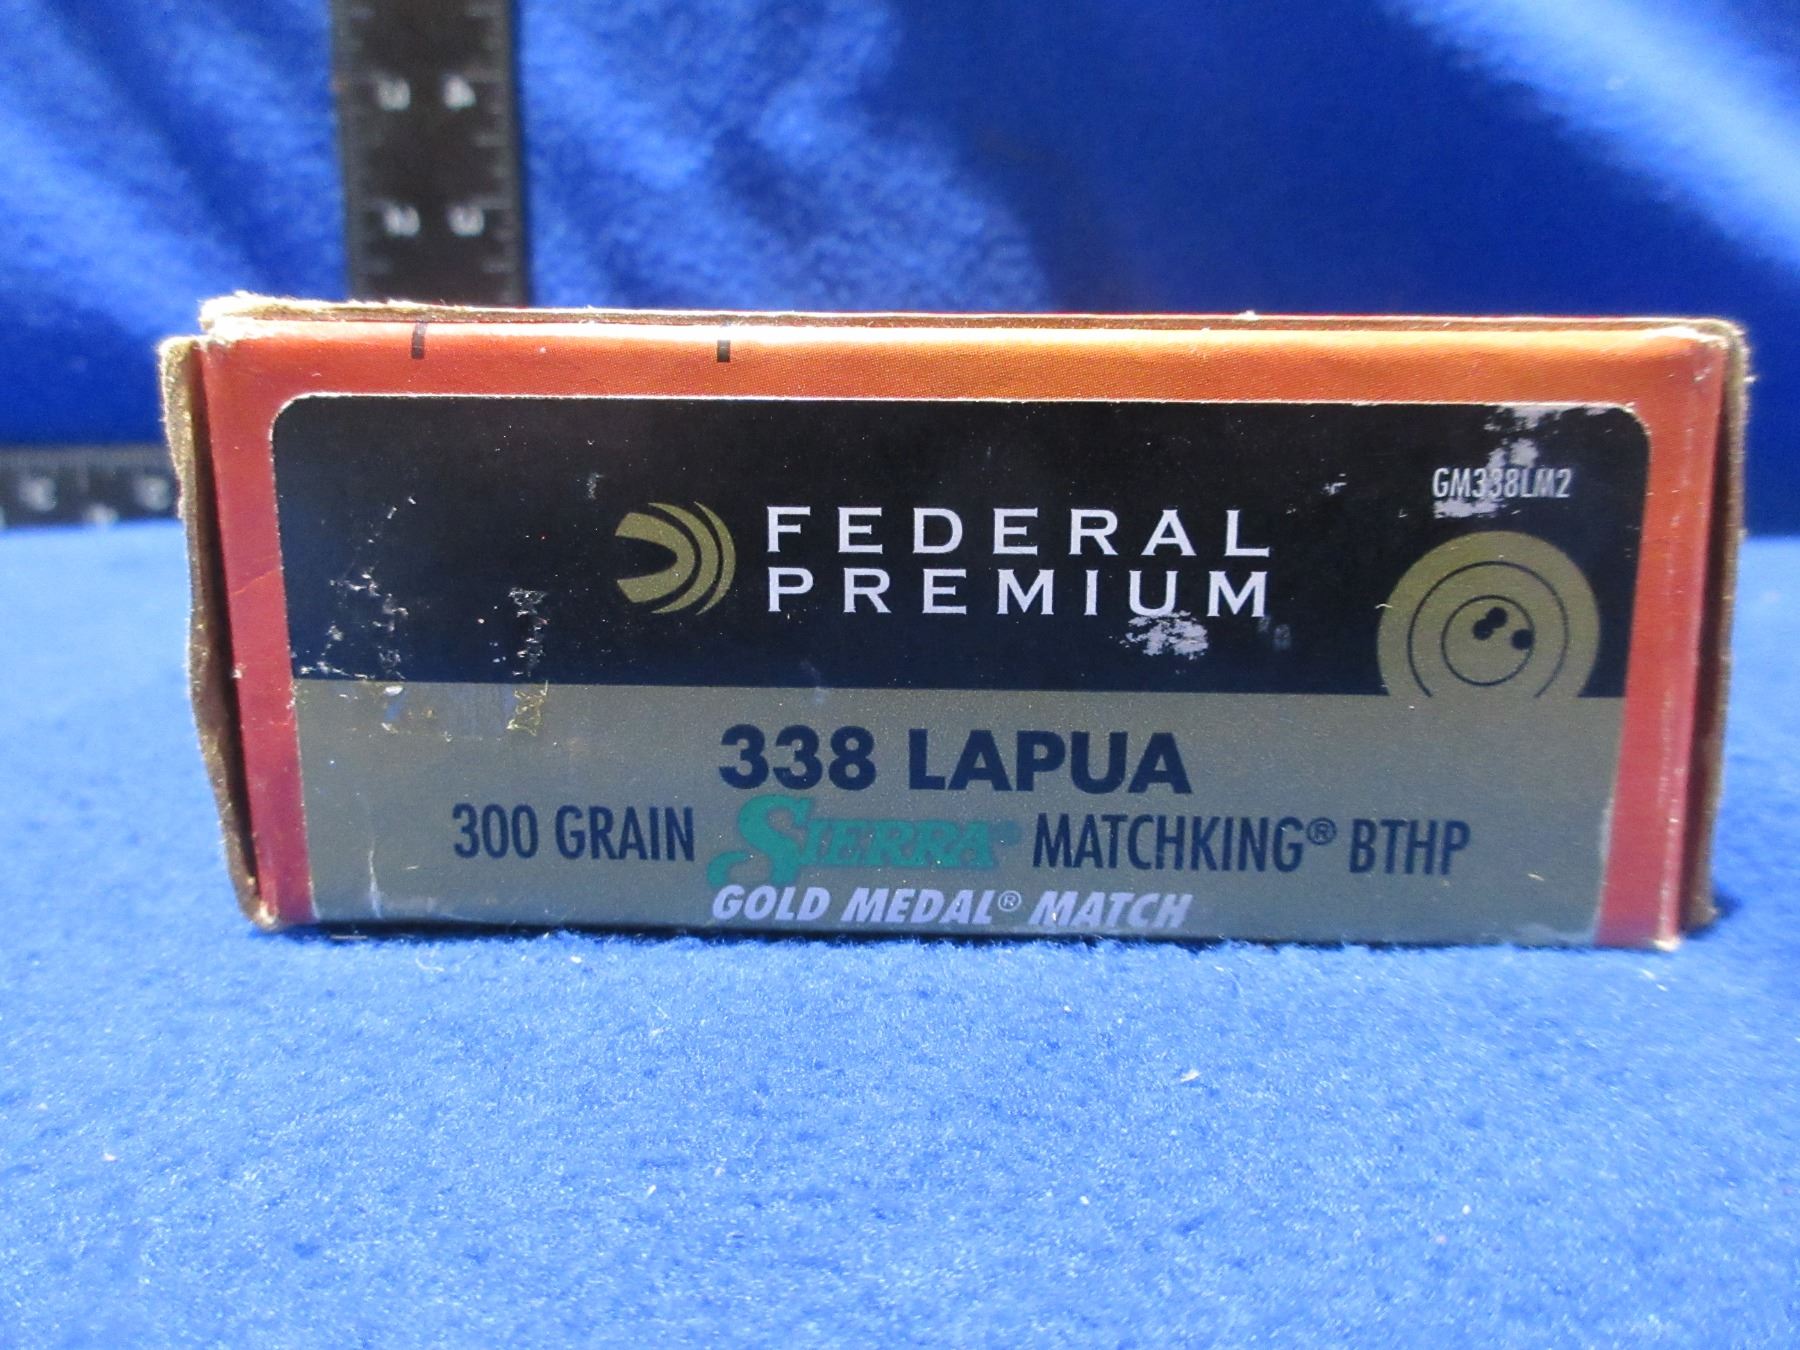 GM338LM2
FEDERAL
PREMIUM
338 LAPUA
300 GRAIN SIERRA® MATCHKING® BTHP
GOLD MEDAL® MATCH